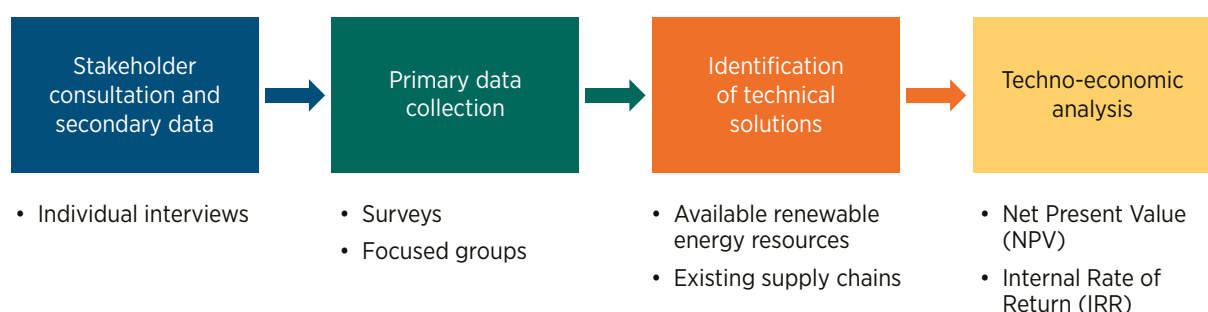 Stakeholder
consultation and
secondary data
Primary data
collection
Identification
of technical
solutions
Techno-economic
analysis
• Individual interviews
• Surveys
• Focused groups
• Available renewable
energy resources
• Existing supply chains
• Net Present Value
(NPV)
• Internal Rate of
Return (IRR)